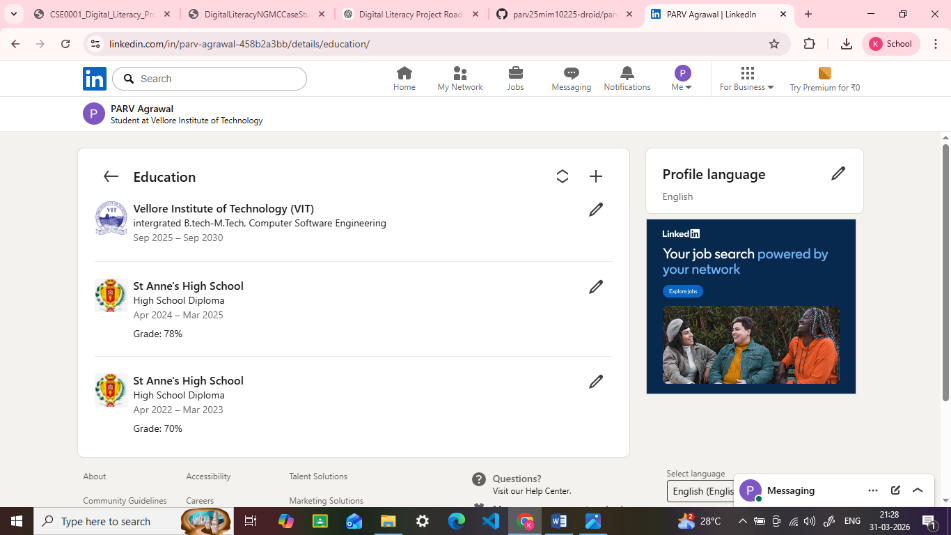 CSE0001_Digital_Literacy_Pr
DigitalLiteracyNGMCCaseStu
Digital Literacy Project Road
parv25mim10225-droid/parv
PARV Agrawal | LinkedIn
linkedin.com/in/parv-agrawal-458b2a3bb/details/education/
K School
in
Search
Home
My Network
Jobs
Messaging
Notifications
Me
For Business
Try Premium for ₹0
P
PARV Agrawal
Student at Vellore Institute of Technology
Education
Vellore Institute of Technology (VIT)
intergrated B.tech-M.Tech, Computer Software Engineering
Sep 2025 – Sep 2030
St Anne's High School
High School Diploma
Apr 2024 – Mar 2025
Grade: 78%
St Anne's High School
High School Diploma
Apr 2022 – Mar 2023
Grade: 70%
Profile language
English
LinkedIn
Your job search powered by
your network
Explore jobs
About
Accessibility
Talent Solutions
Community Guidelines
Careers
Marketing Solutions
Questions?
Visit our Help Center.
Select language
English (English
P Messaging
Type here to search
28°C
ENG
21:28
31-03-2026